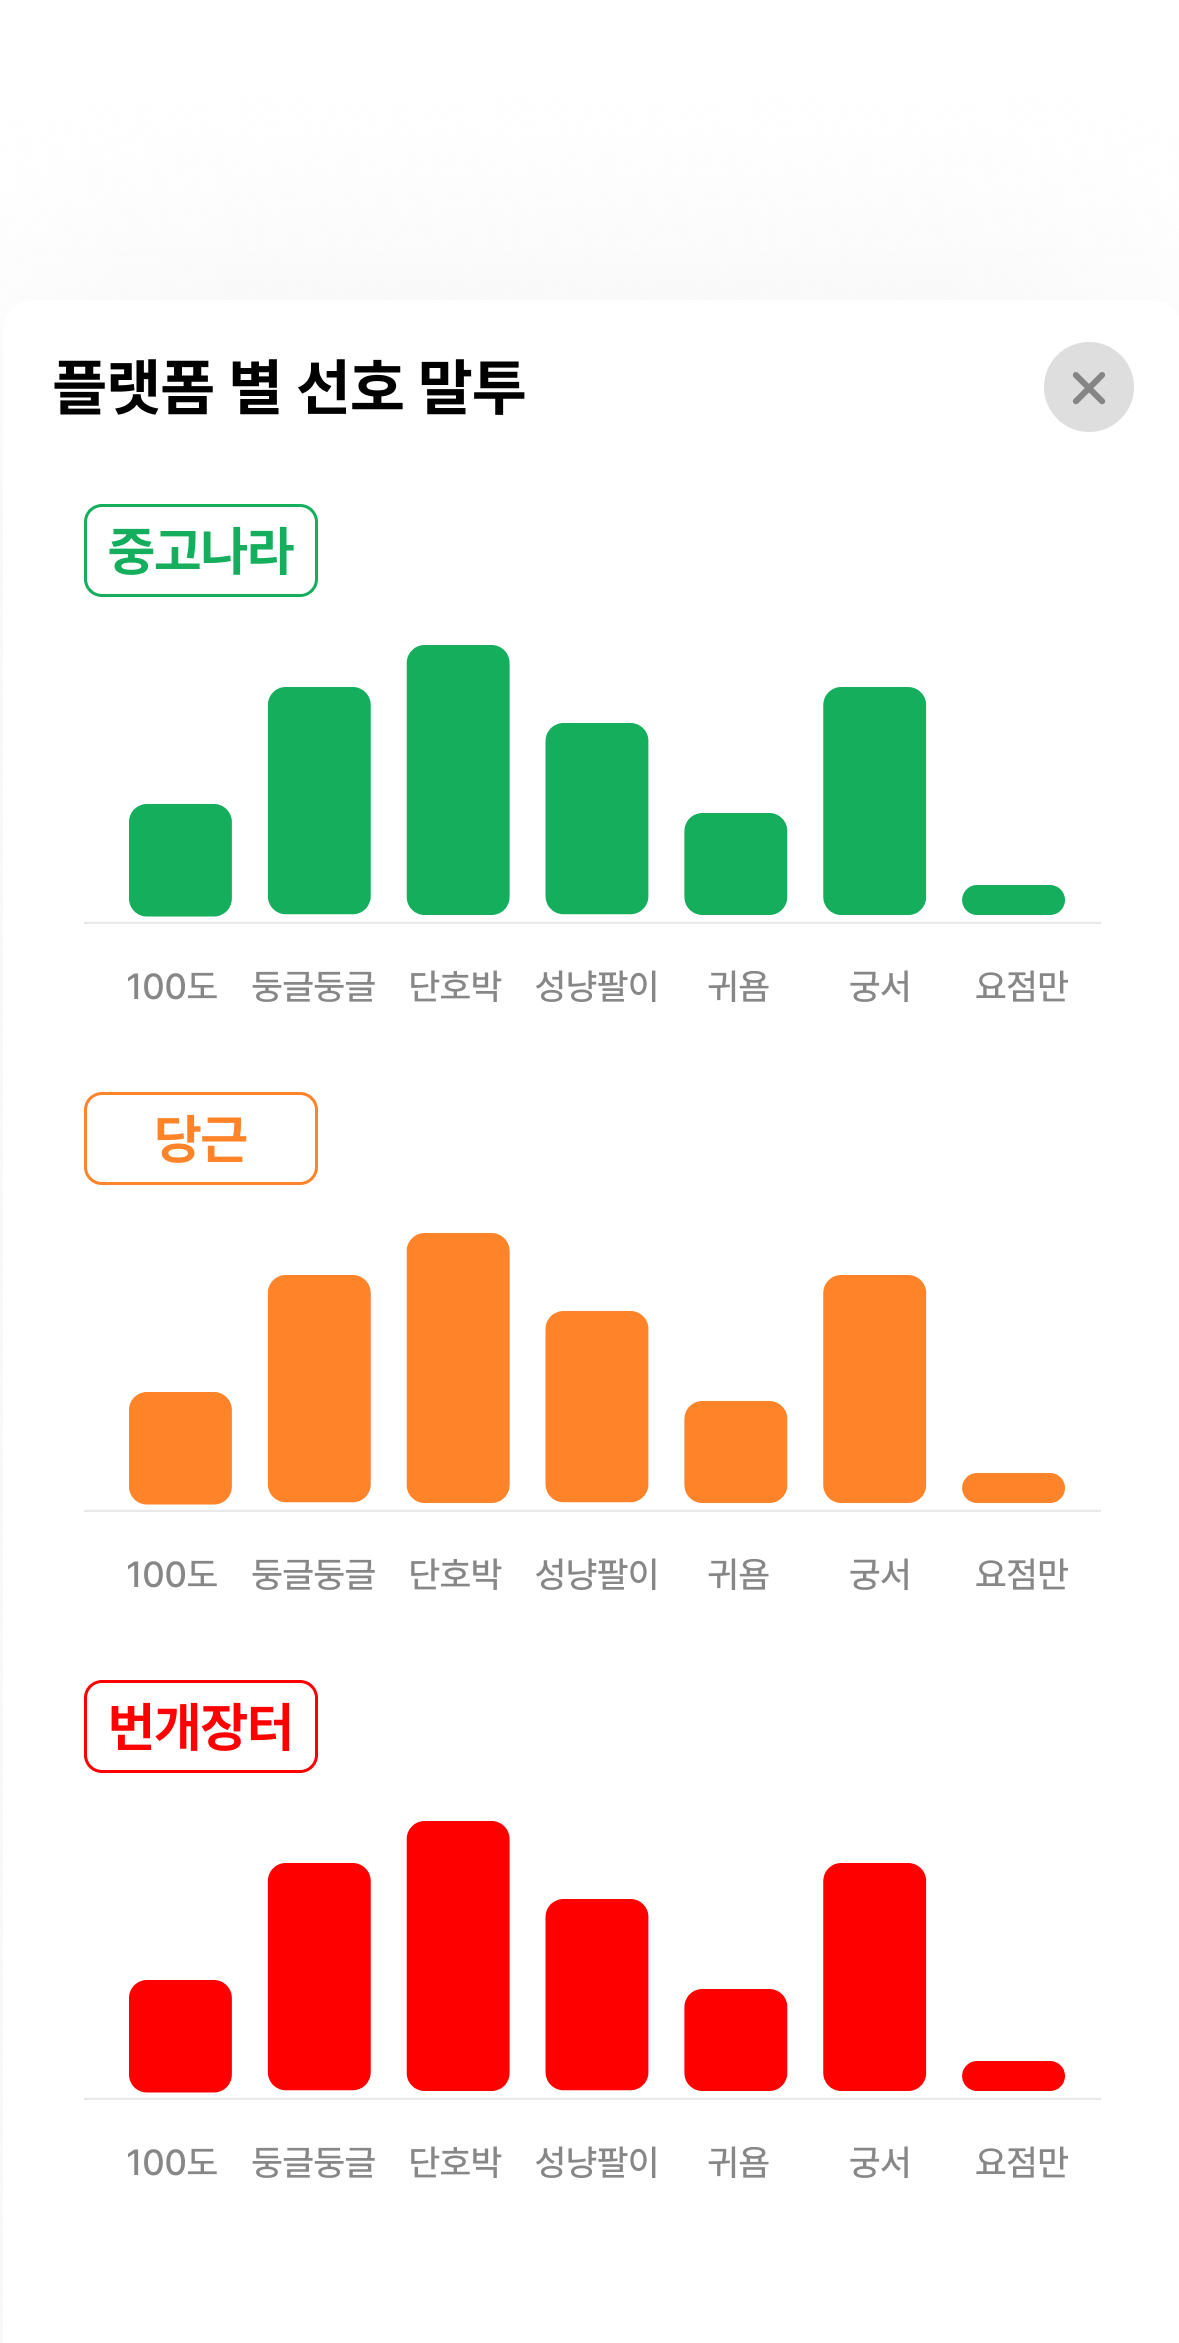 플랫폼 별 선호 말투
중고나라
100도 둥글둥글 단호박 성냥팔이 귀욤 궁서 요점만
당근
100도 둥글둥글 단호박 성냥팔이 귀욤 궁서 요점만
번개장터
100도 둥글둥글 단호박 성냥팔이 귀욤 궁서 요점만